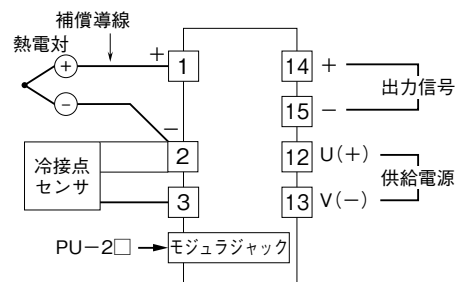 補償導線
熱電対
+
+
1
−
−
冷接点
センサ
2
3
PU−2□
モジュラジャック
14
+
15
−
出力信号
12
U(+)
13
V(−)
供給電源